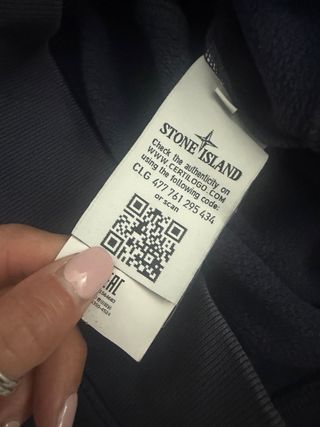 STONE ISLAND
Check the authenticity on
WWW.CERTILOGO.COM
using the following code:
CLG 477 761 295 434
or scan
EAC